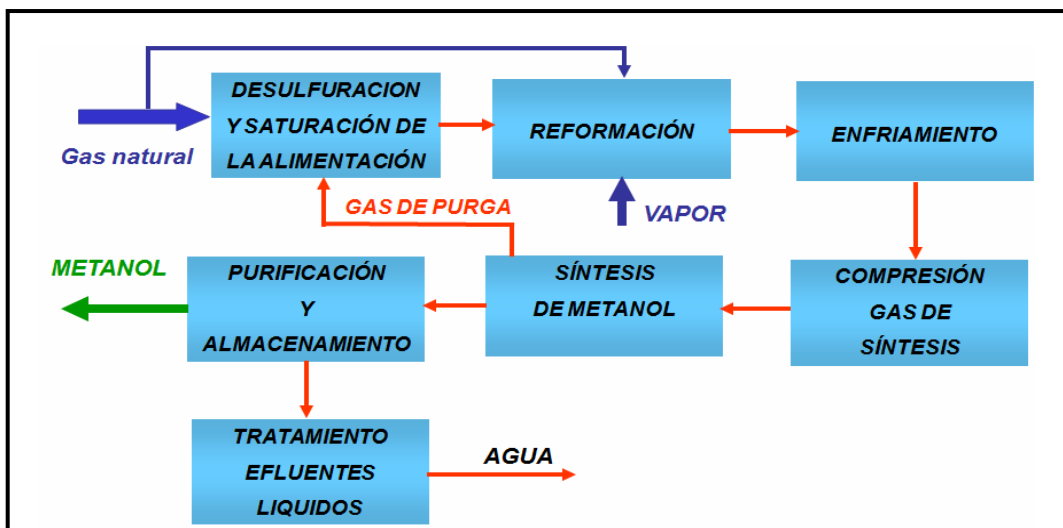 DESULFURACION
Y SATURACIÓN DE
LA ALIMENTACIÓN
REFORMACIÓN
ENFRIAMIENTO
Gas natural
GAS DE PURGA
VAPOR
METANOL
PURIFICACIÓN
Y
ALMACENAMIENTO
SÍNTESIS
DE METANOL
COMPRESIÓN
GAS DE
SÍNTESIS
TRATAMIENTO
EFLUENTES
LIQUIDOS
AGUA